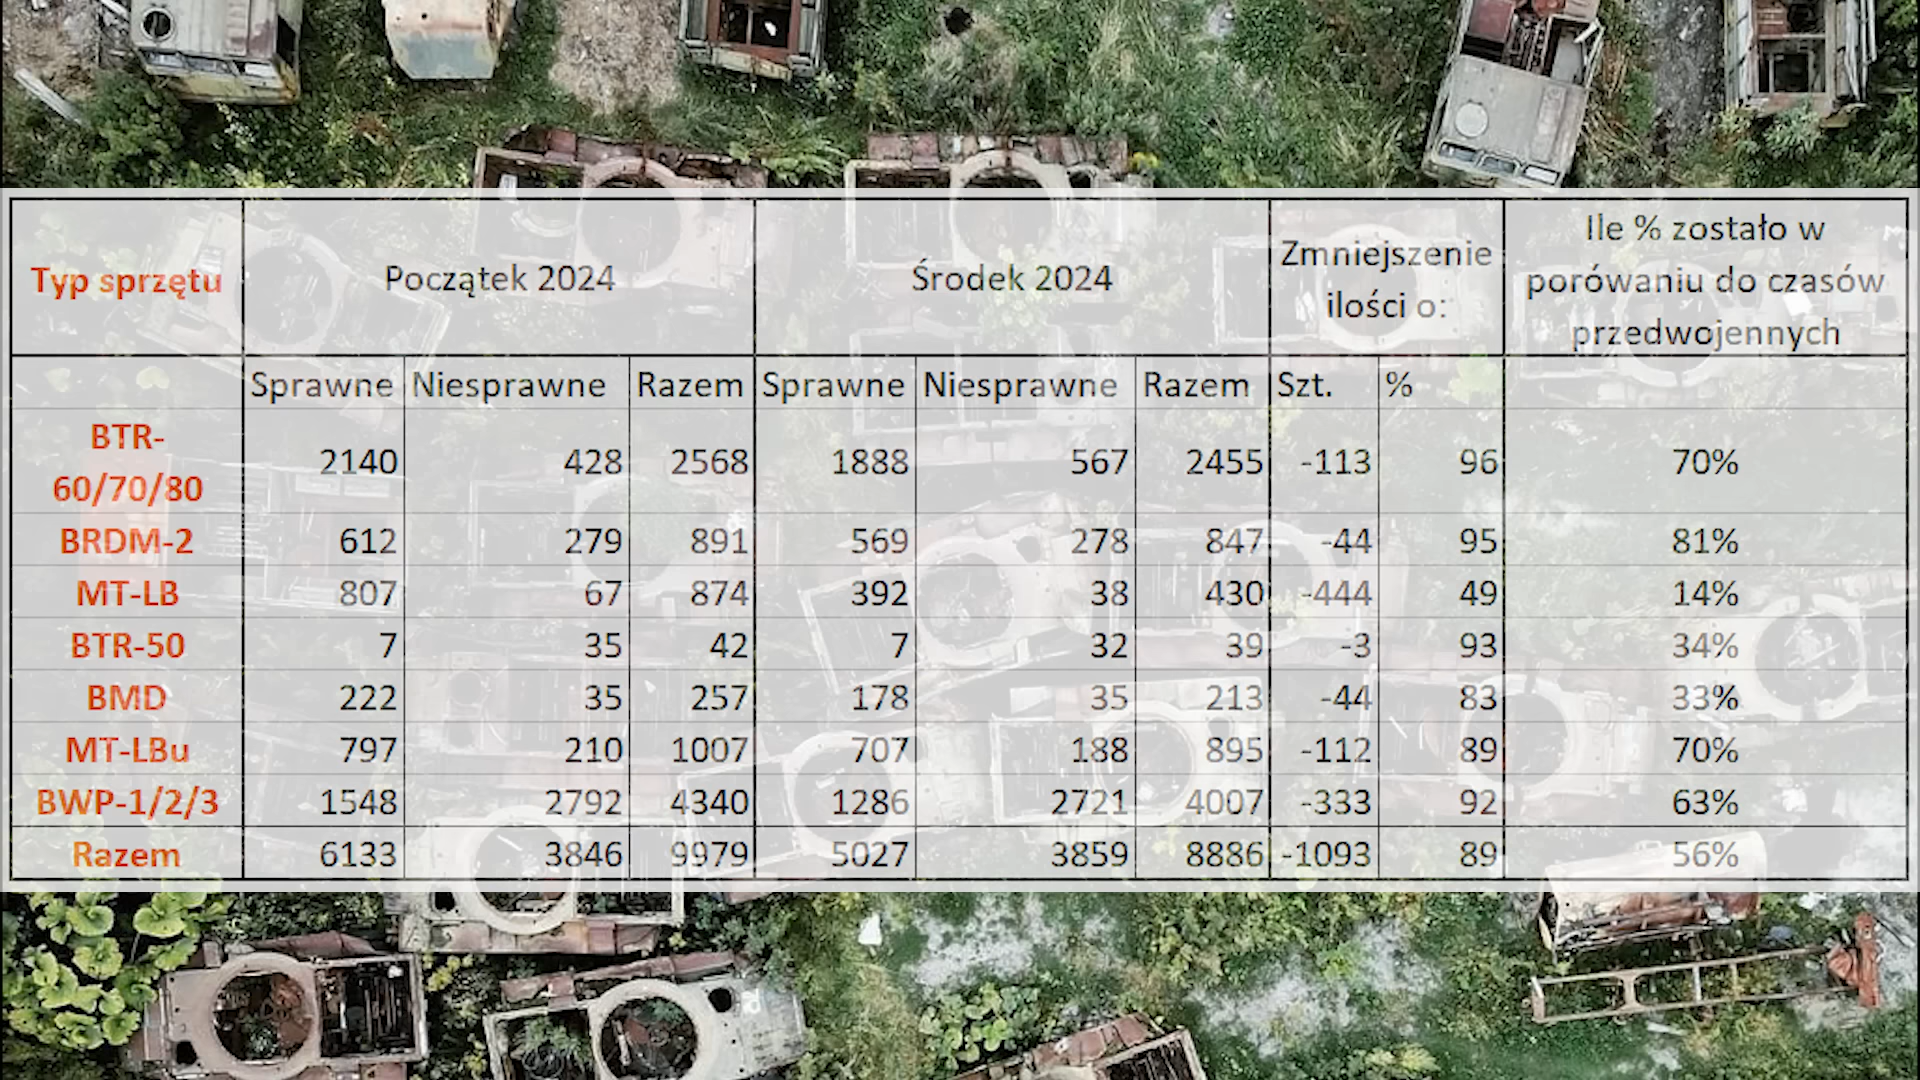 Typ sprzętu Początek 2024 Środek 2024 Zmniejszenie ilości o: Ile % zostało w porówaniu do czasów przedwojennych
Sprawne Niesprawne Razem Sprawne Niesprawne Razem Szt. %
BTR-60/70/80 2140 428 2568 1888 567 2455 -113 96 70%
BRDM-2 612 279 891 569 278 847 -44 95 81%
MT-LB 807 67 874 392 38 430 -444 49 14%
BTR-50 7 35 42 7 32 39 -3 93 34%
BMD 222 35 257 178 35 213 -44 83 33%
MT-LBu 797 210 1007 707 188 895 -112 89 70%
BWP-1/2/3 1548 2792 4340 1286 2721 4007 -333 92 63%
Razem 6133 3846 9979 5027 3859 8886 -1093 89 56%